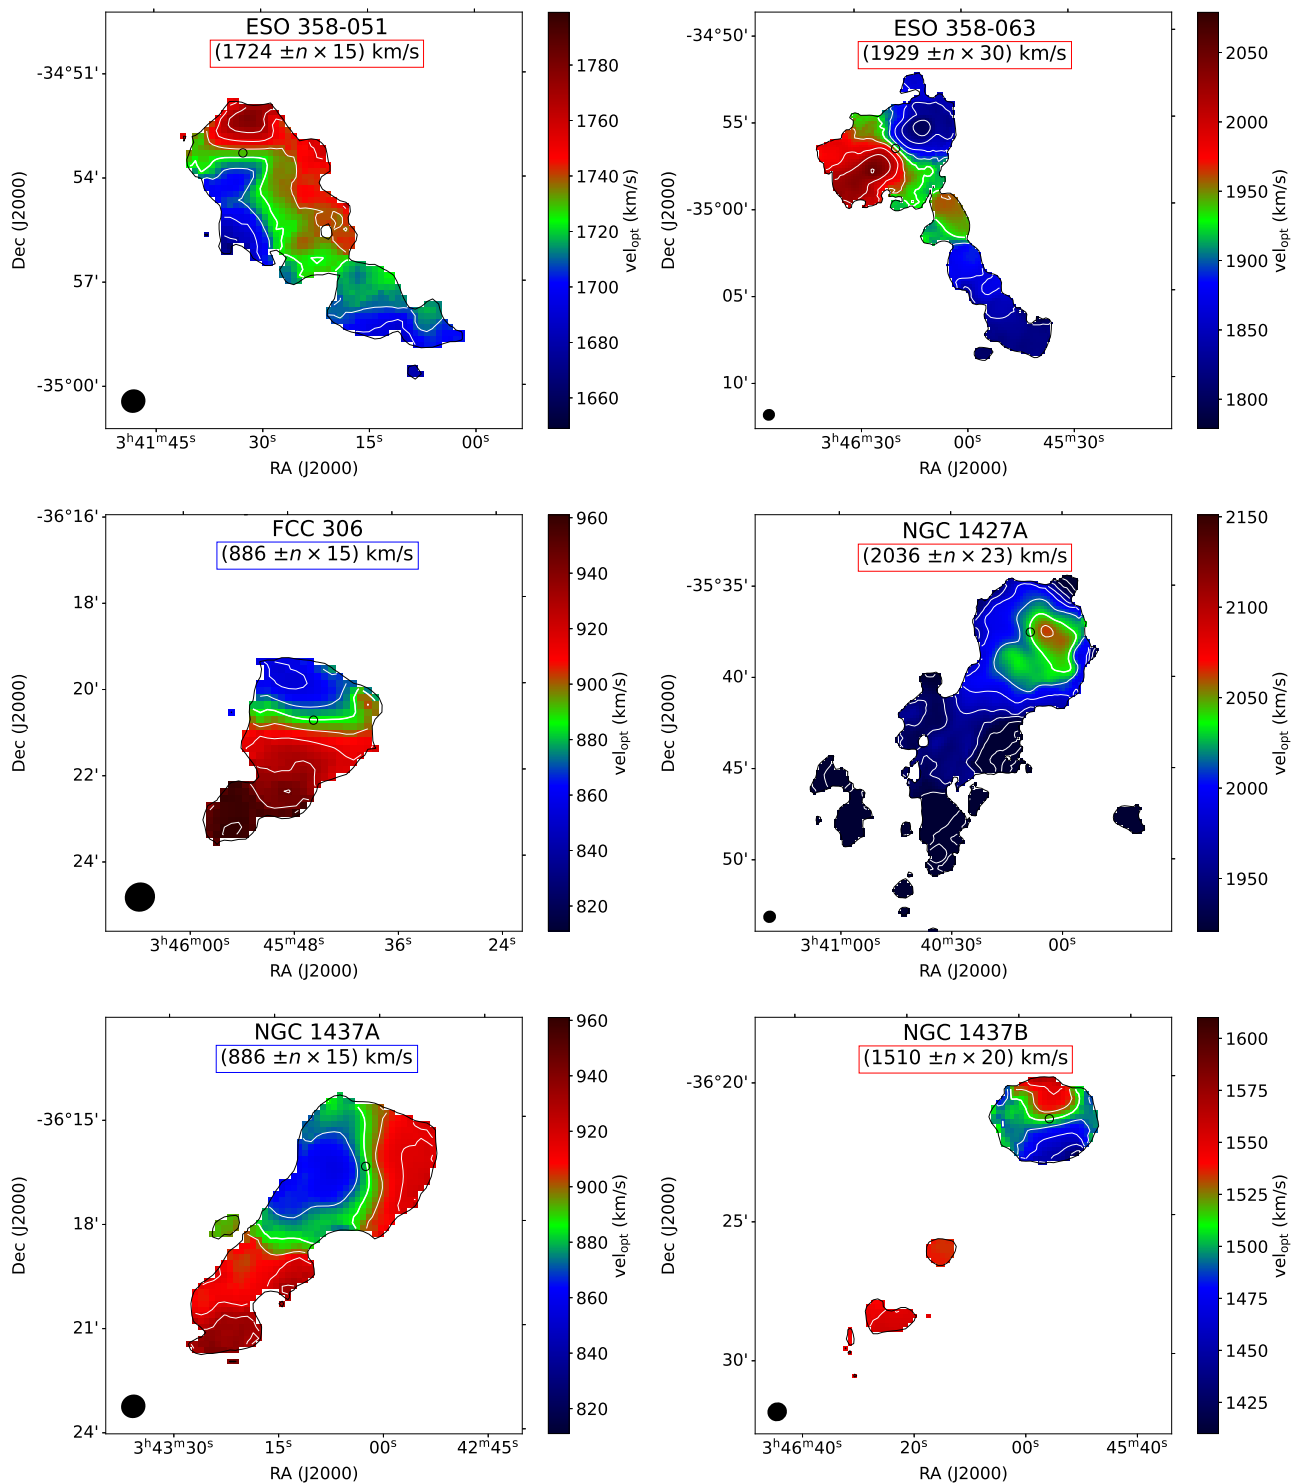 ESO 358-051
(1724 ±n × 15) km/s
-34°51'
54'
57'
-35°00'
Dec (J2000)
3ʰ41ᵐ45ˢ
30ˢ
15ˢ
00ˢ
RA (J2000)
1780
1760
1740
1720
1700
1680
1660
vel_opt (km/s)
ESO 358-063
(1929 ±n × 30) km/s
-34°50'
55'
-35°00'
05'
10'
Dec (J2000)
3ʰ46ᵐ30ˢ
00ˢ
45ᵐ30ˢ
RA (J2000)
2050
2000
1950
1900
1850
1800
vel_opt (km/s)
FCC 306
(886 ±n × 15) km/s
-36°16'
18'
20'
22'
24'
Dec (J2000)
3ʰ46ᵐ00ˢ
45ᵐ48ˢ
36ˢ
24ˢ
RA (J2000)
960
940
920
900
880
860
840
820
vel_opt (km/s)
NGC 1427A
(2036 ±n × 23) km/s
-35°35'
40'
45'
50'
Dec (J2000)
3ʰ41ᵐ00ˢ
40ᵐ30ˢ
00ˢ
RA (J2000)
2150
2100
2050
2000
1950
vel_opt (km/s)
NGC 1437A
(886 ±n × 15) km/s
-36°15'
18'
21'
24'
Dec (J2000)
3ʰ43ᵐ30ˢ
15ˢ
00ˢ
42ᵐ45ˢ
RA (J2000)
960
940
920
900
880
860
840
820
vel_opt (km/s)
NGC 1437B
(1510 ±n × 20) km/s
-36°20'
25'
30'
Dec (J2000)
3ʰ46ᵐ40ˢ
20ˢ
00ˢ
45ᵐ40ˢ
RA (J2000)
1600
1575
1550
1525
1500
1475
1450
1425
vel_opt (km/s)